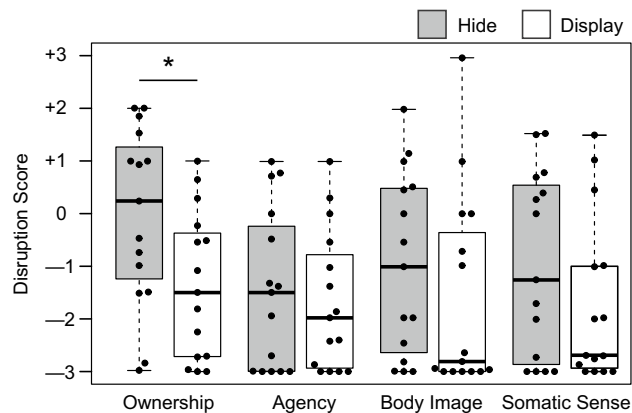 Hide Display
+3
*
+2
+1
0
—1
—2
—3
Disruption Score
Ownership Agency Body Image Somatic Sense